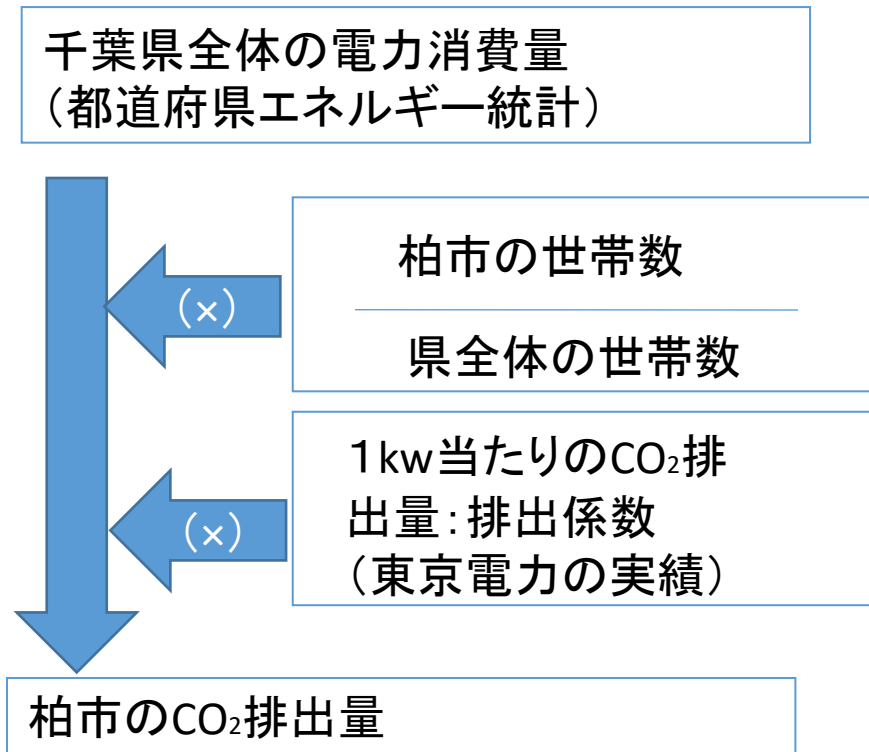 千葉県全体の電力消費量
（都道府県エネルギー統計）
柏市の世帯数
（×）
県全体の世帯数
1kw当たりのCO₂排
出量：排出係数
（×）
（東京電力の実績）
柏市のCO₂排出量